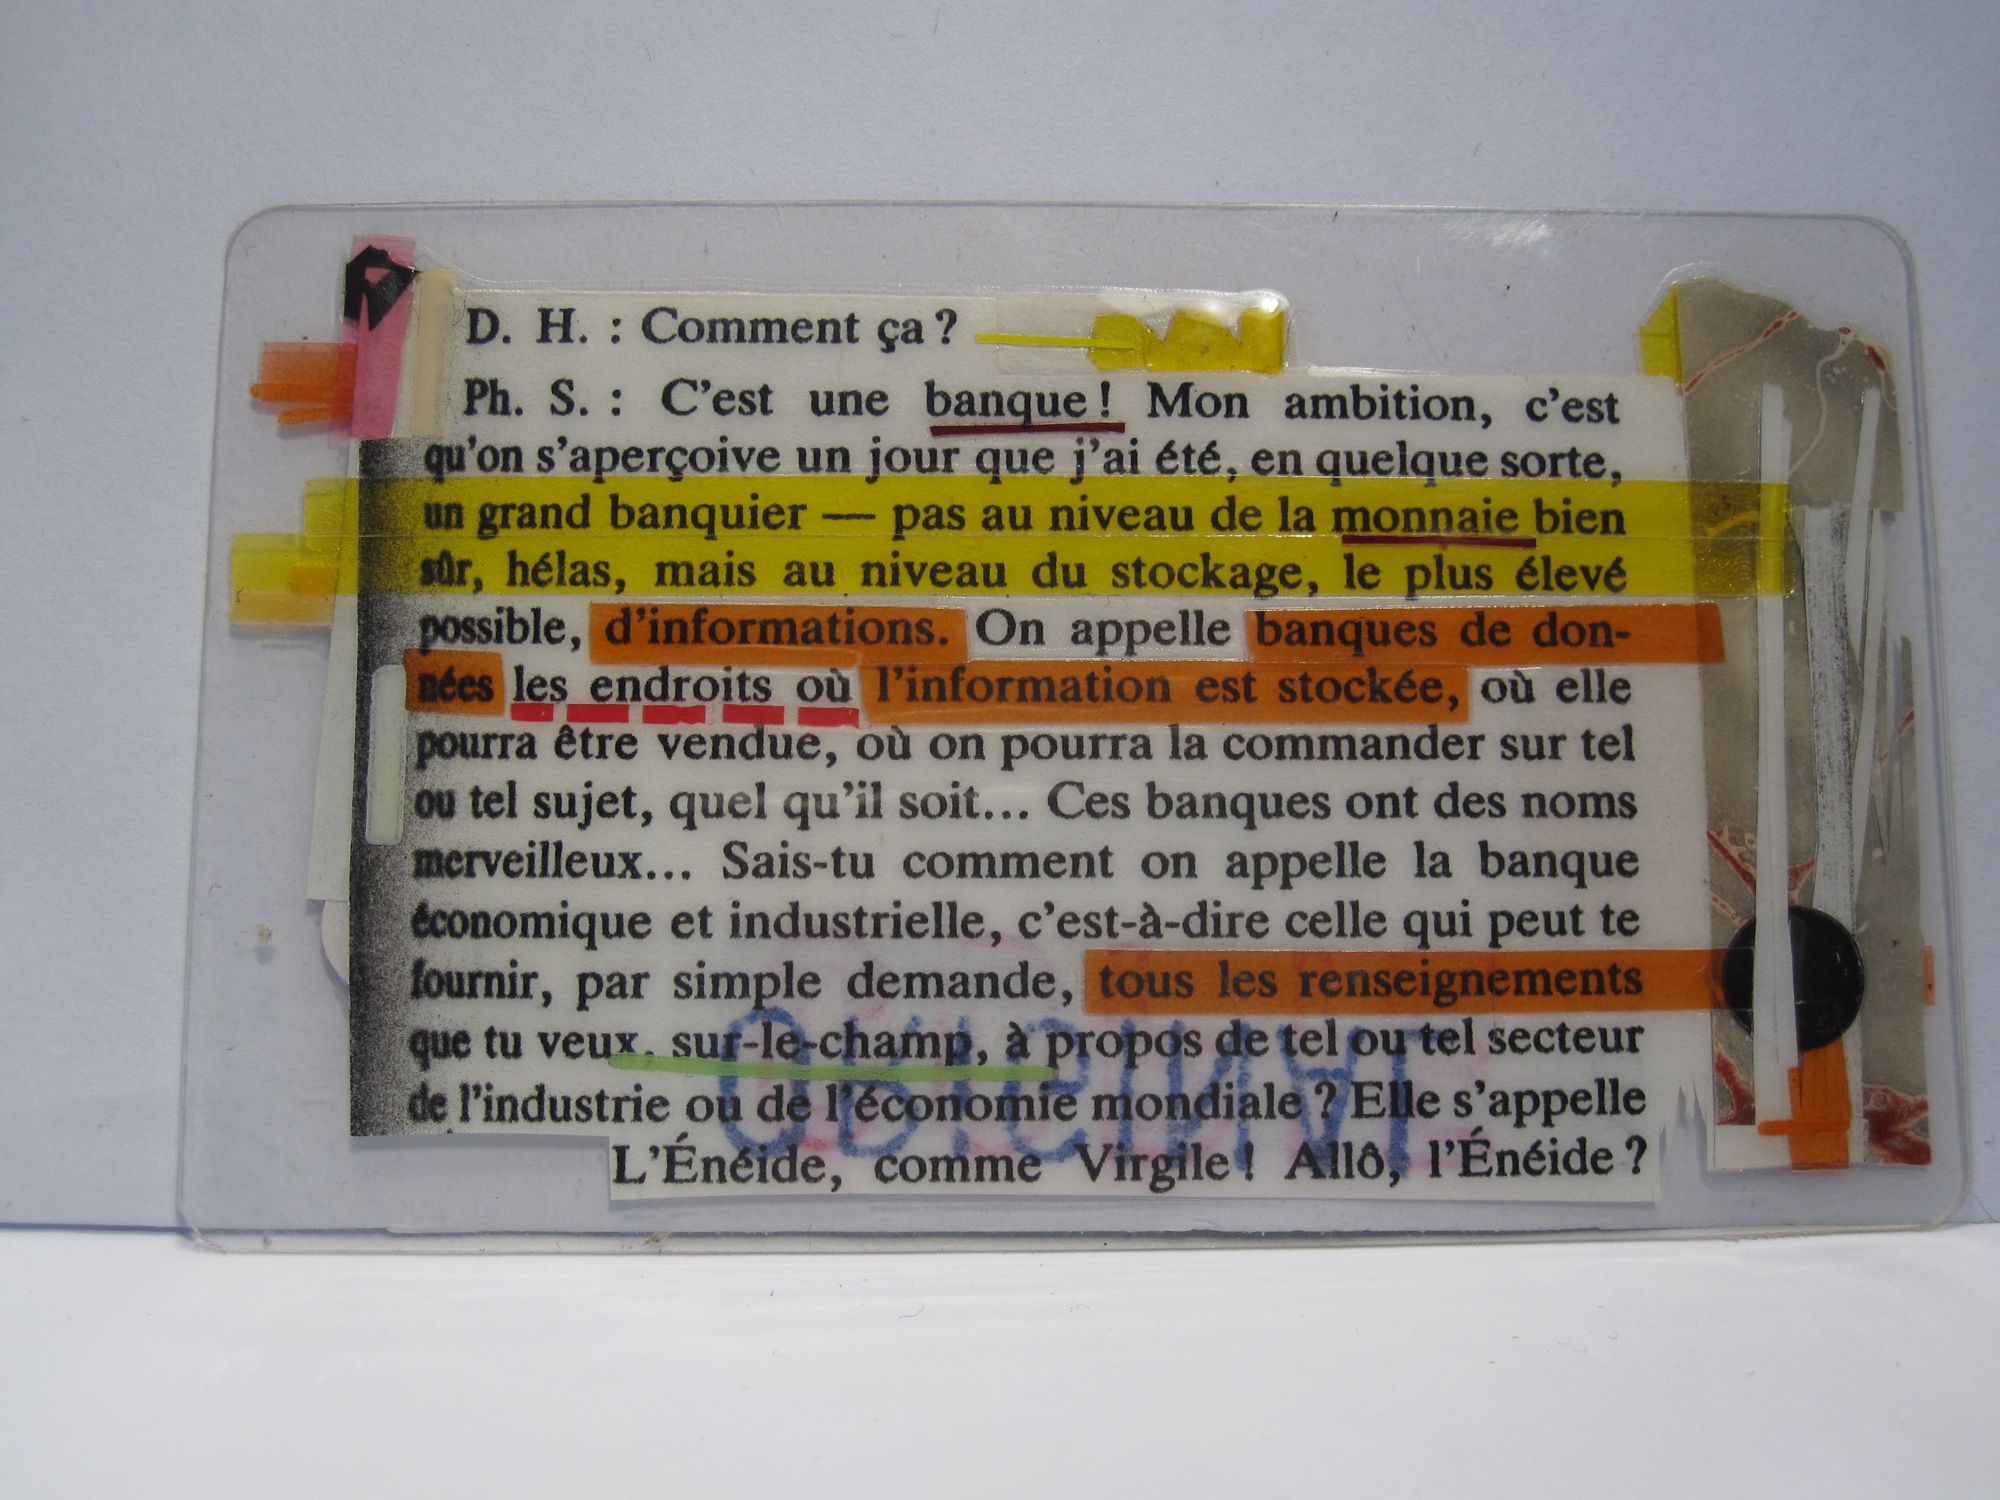 D. H. : Comment ça ?
Ph. S. : C'est une banque ! Mon ambition, c'est
qu'on s'aperçoive un jour que j'ai été, en quelque sorte,
un grand banquier — pas au niveau de la monnaie bien
sûr, hélas, mais au niveau du stockage, le plus élevé
possible, d'informations. On appelle banques de don-
nées les endroits où l'information est stockée, où elle
pourra être vendue, où on pourra la commander sur tel
ou tel sujet, quel qu'il soit... Ces banques ont des noms
merveilleux... Sais-tu comment on appelle la banque
économique et industrielle, c'est-à-dire celle qui peut te
fournir, par simple demande, tous les renseignements
que tu veux, sur-le-champ, à propos de tel ou tel secteur
de l'industrie ou de l'économie mondiale ? Elle s'appelle
L'Énéide, comme Virgile ! Allô, l'Énéide ?